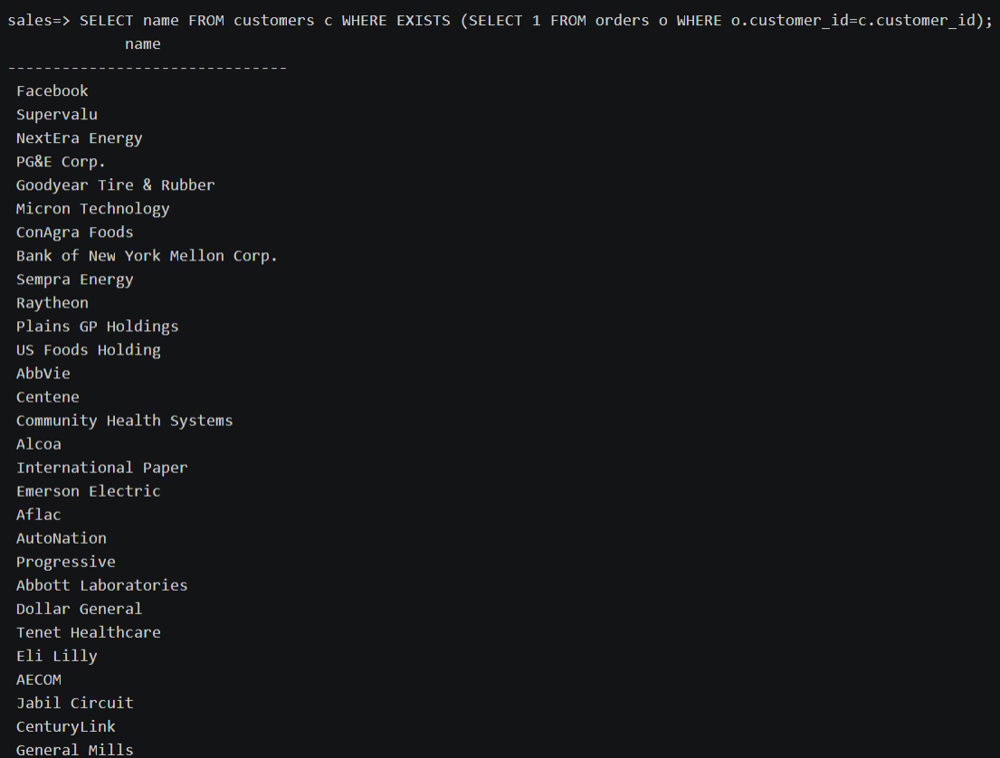 sales=> SELECT name FROM customers c WHERE EXISTS (SELECT 1 FROM orders o WHERE o.customer_id=c.customer_id);
name
-------------------------------
Facebook
Supervalu
NextEra Energy
PG&E Corp.
Goodyear Tire & Rubber
Micron Technology
ConAgra Foods
Bank of New York Mellon Corp.
Sempra Energy
Raytheon
Plains GP Holdings
US Foods Holding
AbbVie
Centene
Community Health Systems
Alcoa
International Paper
Emerson Electric
Aflac
AutoNation
Progressive
Abbott Laboratories
Dollar General
Tenet Healthcare
Eli Lilly
AECOM
Jabil Circuit
CenturyLink
General Mills